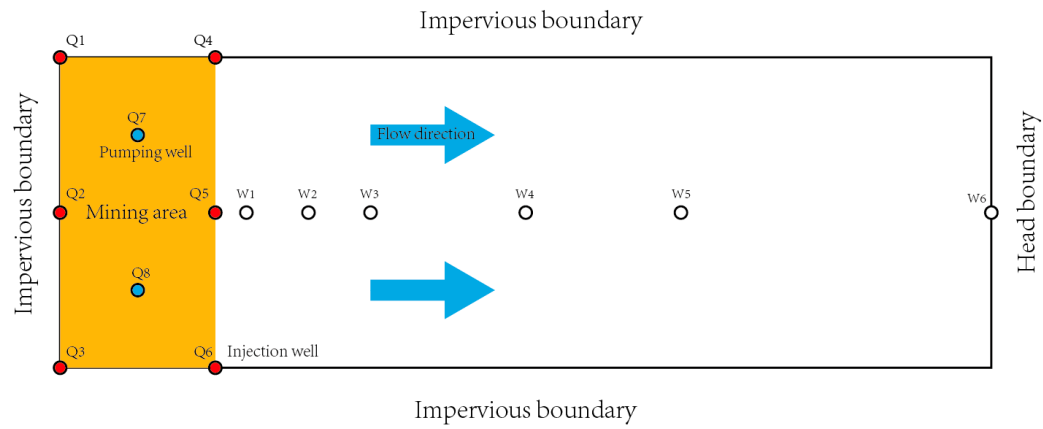 Impervious boundary
Q1
Q4
Impervious boundary
Head boundary
Q7
Pumping well
Flow direction
Q2
Q5
Mining area
W1
W2
W3
W4
W5
W6
Q8
Q3
Q6
Injection well
Impervious boundary